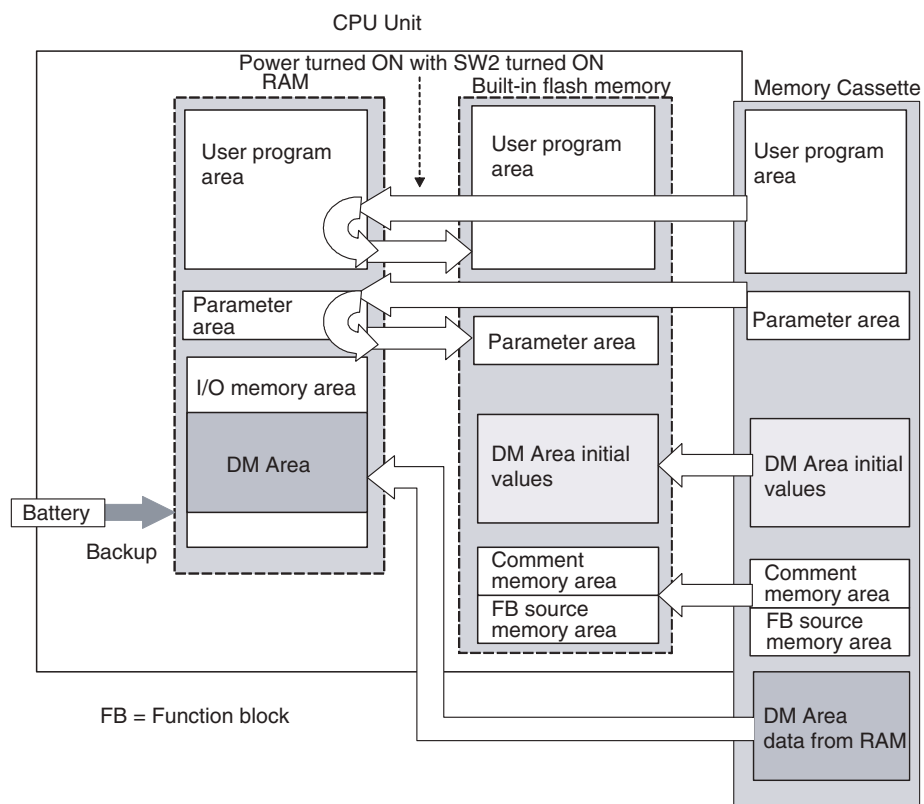 CPU Unit
Power turned ON with SW2 turned ON
RAM
Built-in flash memory
Memory Cassette
User program
area
User program
area
User program
area
Parameter
area
Parameter area
Parameter area
I/O memory area
DM Area
DM Area initial
values
DM Area initial
values
Battery
Backup
Comment
memory area
FB source
memory area
Comment
memory area
FB source
memory area
FB = Function block
DM Area
data from RAM